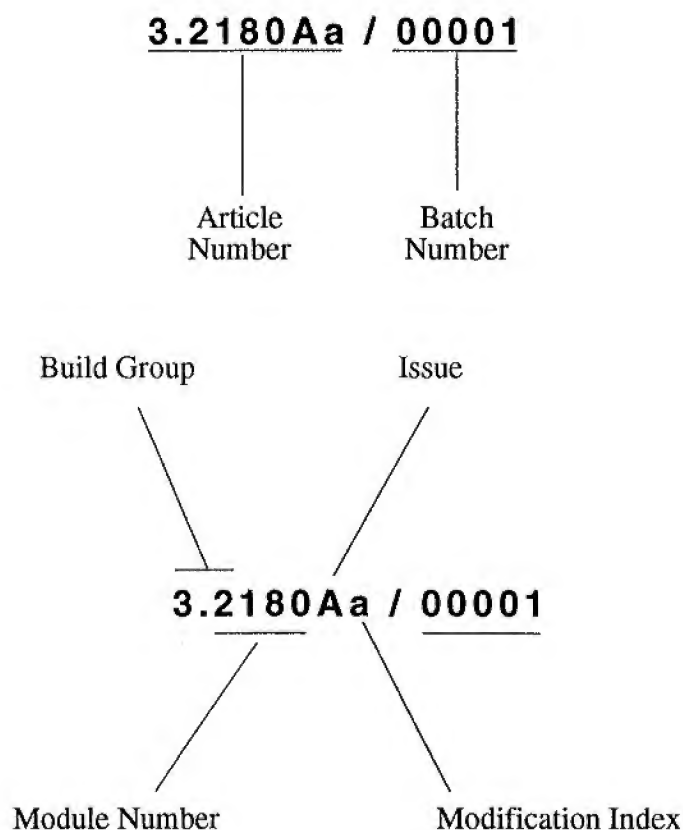 3.2180Aa / 00001
Article Batch
Number Number
Build Group Issue
3.2180Aa / 00001
Module Number Modification Index